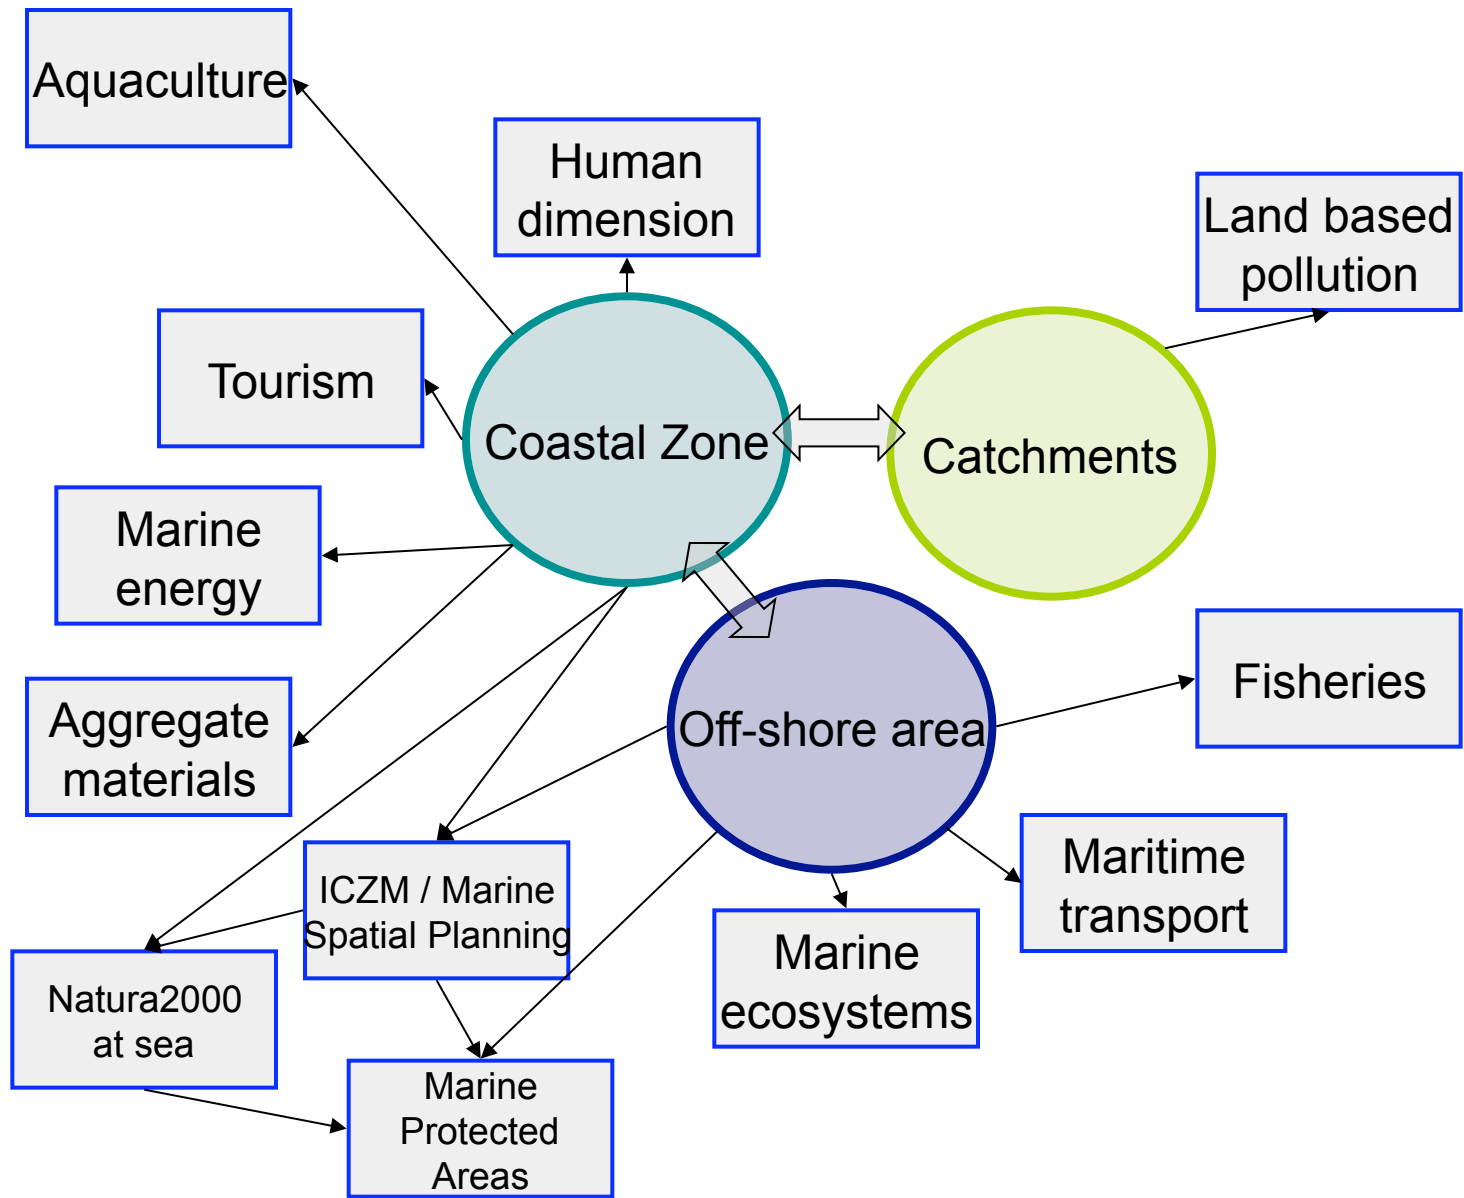 Aquaculture
Human
dimension
Land based
pollution
Tourism
Coastal Zone
Catchments
Marine
energy
Fisheries
Aggregate
materials
Off-shore area
Maritime
transport
ICZM / Marine
Spatial Planning
Marine
ecosystems
Natura2000
at sea
Marine
Protected
Areas